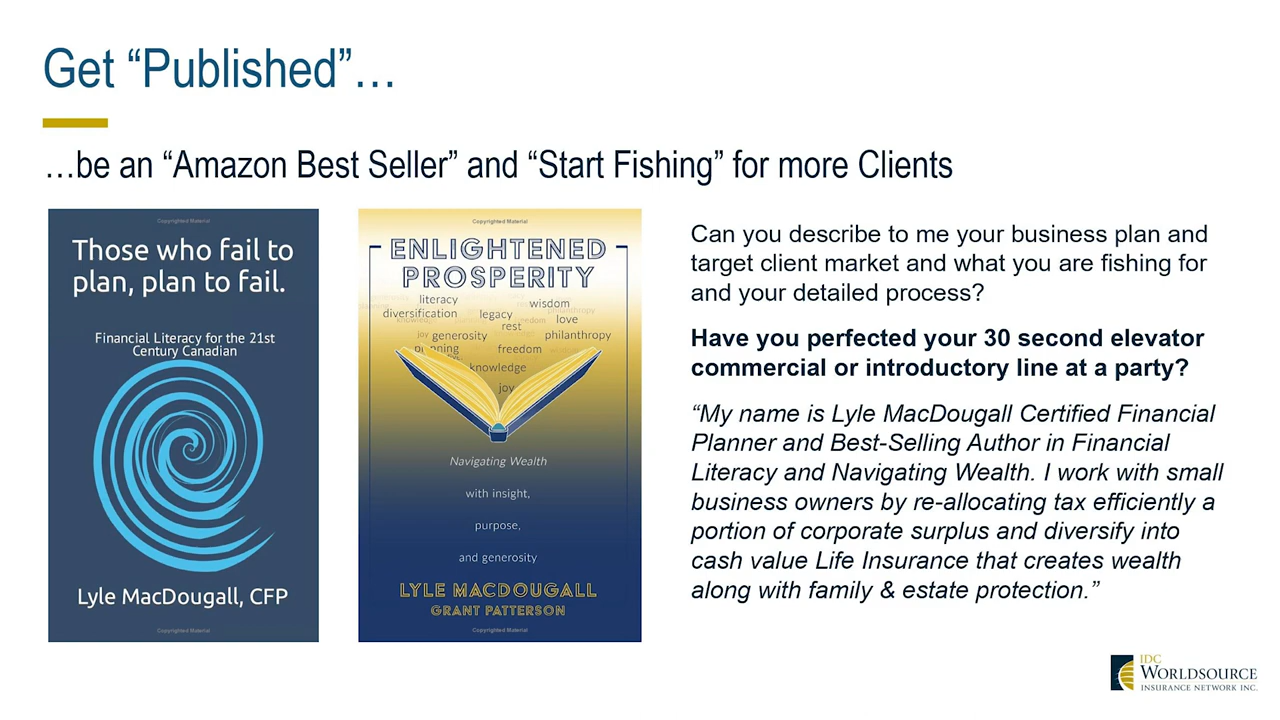 Get “Published”…
…be an “Amazon Best Seller” and “Start Fishing” for more Clients
Copyrighted Material
Those who fail to
plan, plan to fail.
Financial Literacy for the 21st
Century Canadian
Lyle MacDougall, CFP
Copyrighted Material
Copyrighted Material
ENLIGHTENED
PROSPERITY
literacy
wisdom
diversification
legacy
love
rest
joy
generosity
philanthropy
freedom
knowledge
joy
Navigating Wealth
with insight,
purpose,
and generosity
LYLE MACDOUGALL
GRANT PATTERSON
Copyrighted Material
Can you describe to me your business plan and
target client market and what you are fishing for
and your detailed process?
Have you perfected your 30 second elevator
commercial or introductory line at a party?
“My name is Lyle MacDougall Certified Financial
Planner and Best-Selling Author in Financial
Literacy and Navigating Wealth. I work with small
business owners by re-allocating tax efficiently a
portion of corporate surplus and diversify into
cash value Life Insurance that creates wealth
along with family & estate protection.”
IDC
WORLDSOURCE
INSURANCE NETWORK INC.